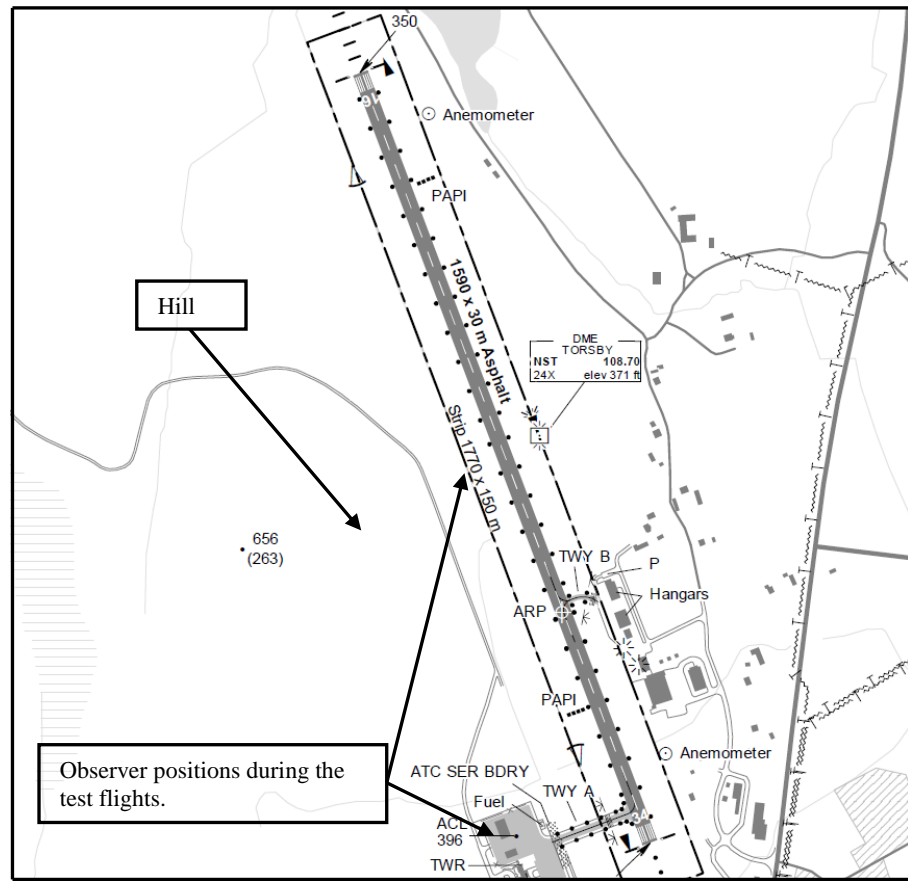 350
16
Anemometer
PAPI
Hill
1590 x 30 m Asphalt
DME
TORSBY
NST 108.70
24X elev 371 ft
Strip 1770 x 150 m
656
(263)
TWY B
P
Hangars
ARP
PAPI
Observer positions during the
test flights.
Anemometer
ATC SER BDRY
Fuel
TWY A
34
ACL
396
TWR